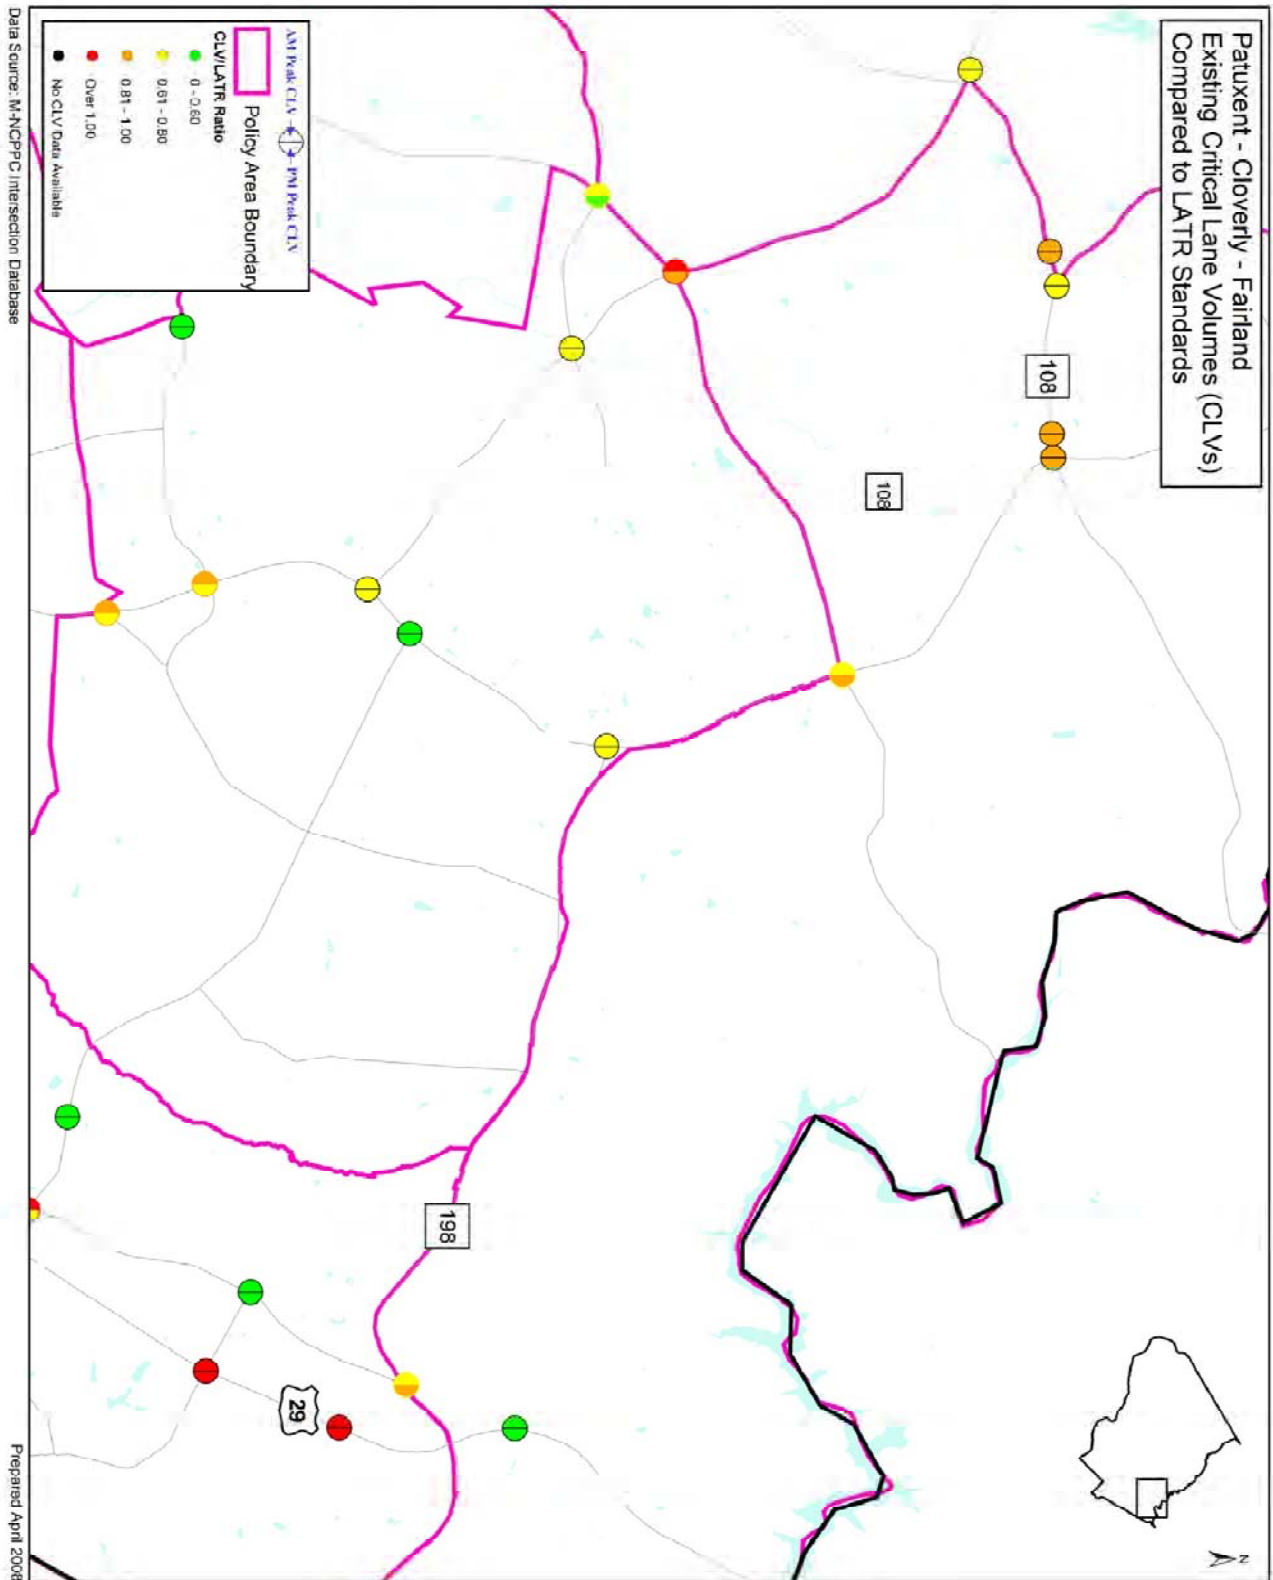 Patuxent - Cloverly - Fairland
Existing Critical Lane Volumes (CLVs)
Compared to LATR Standards
N
108
108
198
29
AM Peak CLV
PM Peak CLV
Policy Area Boundary
CLV/LATR Ratio
0 - 0.60
0.61 - 0.80
0.81 - 1.00
Over 1.00
No CLV Data Available
Data Source: M-NCPPC Intersection Database
Prepared April 2008